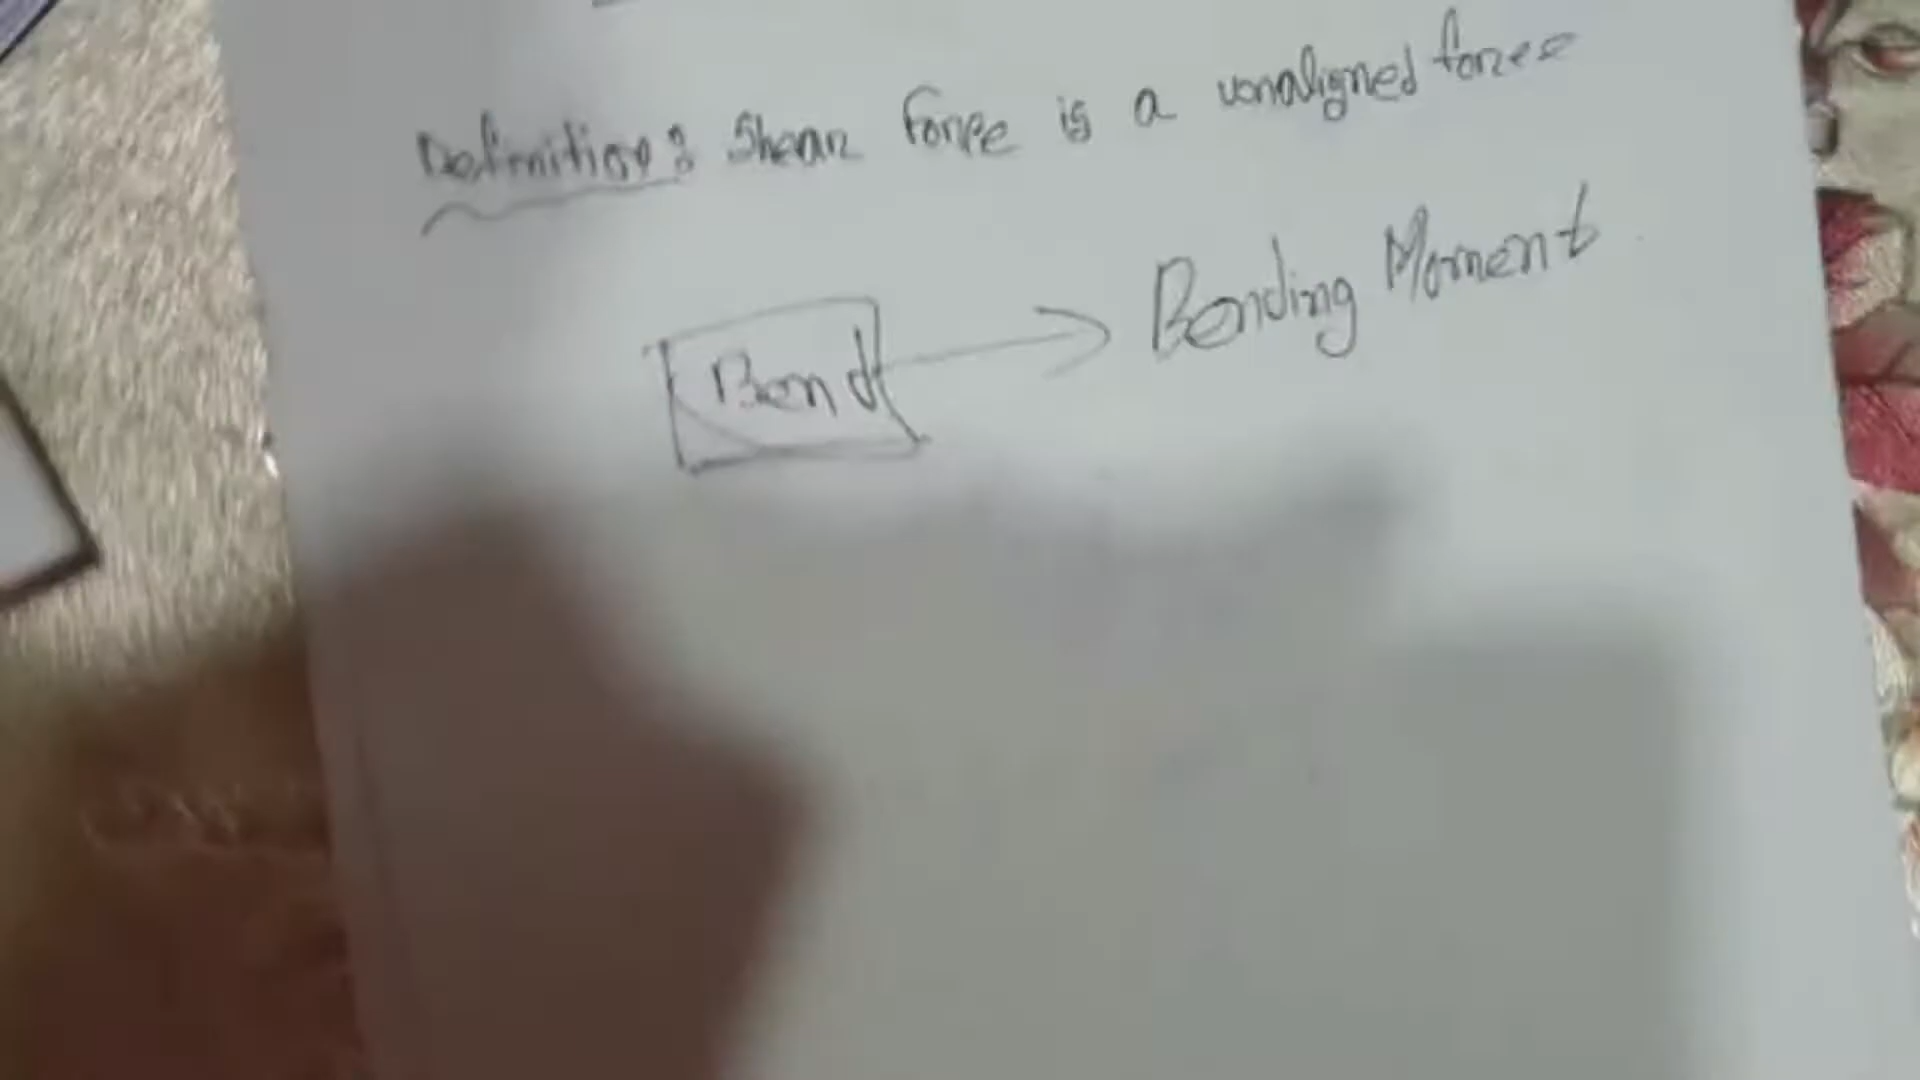 Definition: Shear Force is a unaligned force
Bend → Bending Moment